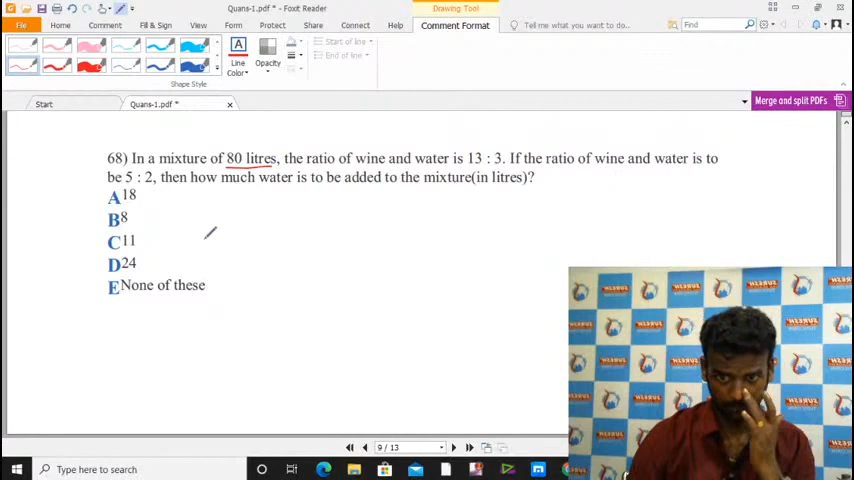 Quans-1.pdf * - Foxit Reader
Drawing Tool
File
Home
Comment
Fill & Sign
View
Form
Protect
Share
Connect
Help
Comment Format
Tell me what you want to do...
Find
Line Color
Opacity
Start of line
End of line
Shape Style
Start
Quans-1.pdf *
Merge and split PDFs
68) In a mixture of 80 litres, the ratio of wine and water is 13 : 3. If the ratio of wine and water is to
be 5 : 2, then how much water is to be added to the mixture(in litres)?
A 18
B 8
C 11
D 24
E None of these
9 / 13
Type here to search